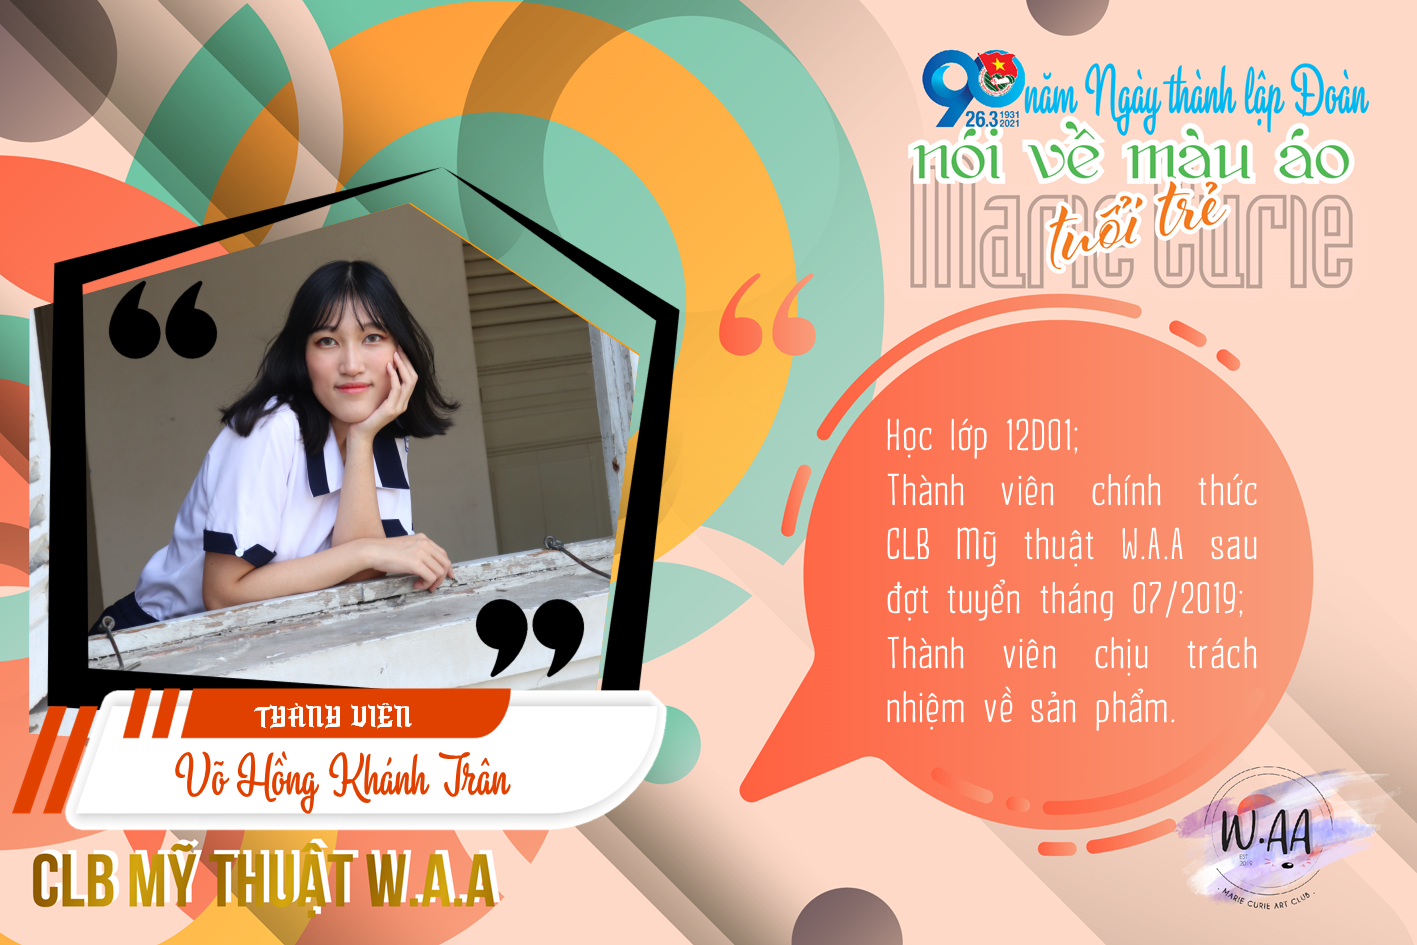 90 năm Ngày thành lập Đoàn
26.3 1931 2021
nói về màu áo
tuổi trẻ
Marie Curie
Học lớp 12D01;
Thành viên chính thức
CLB Mỹ thuật W.A.A sau
đợt tuyển tháng 07/2019;
Thành viên chịu trách
nhiệm về sản phẩm.
THÀNH VIÊN
Võ Hồng Khánh Trân
CLB MỸ THUẬT W.A.A
W.AA
MARIE CURIE ART CLUB